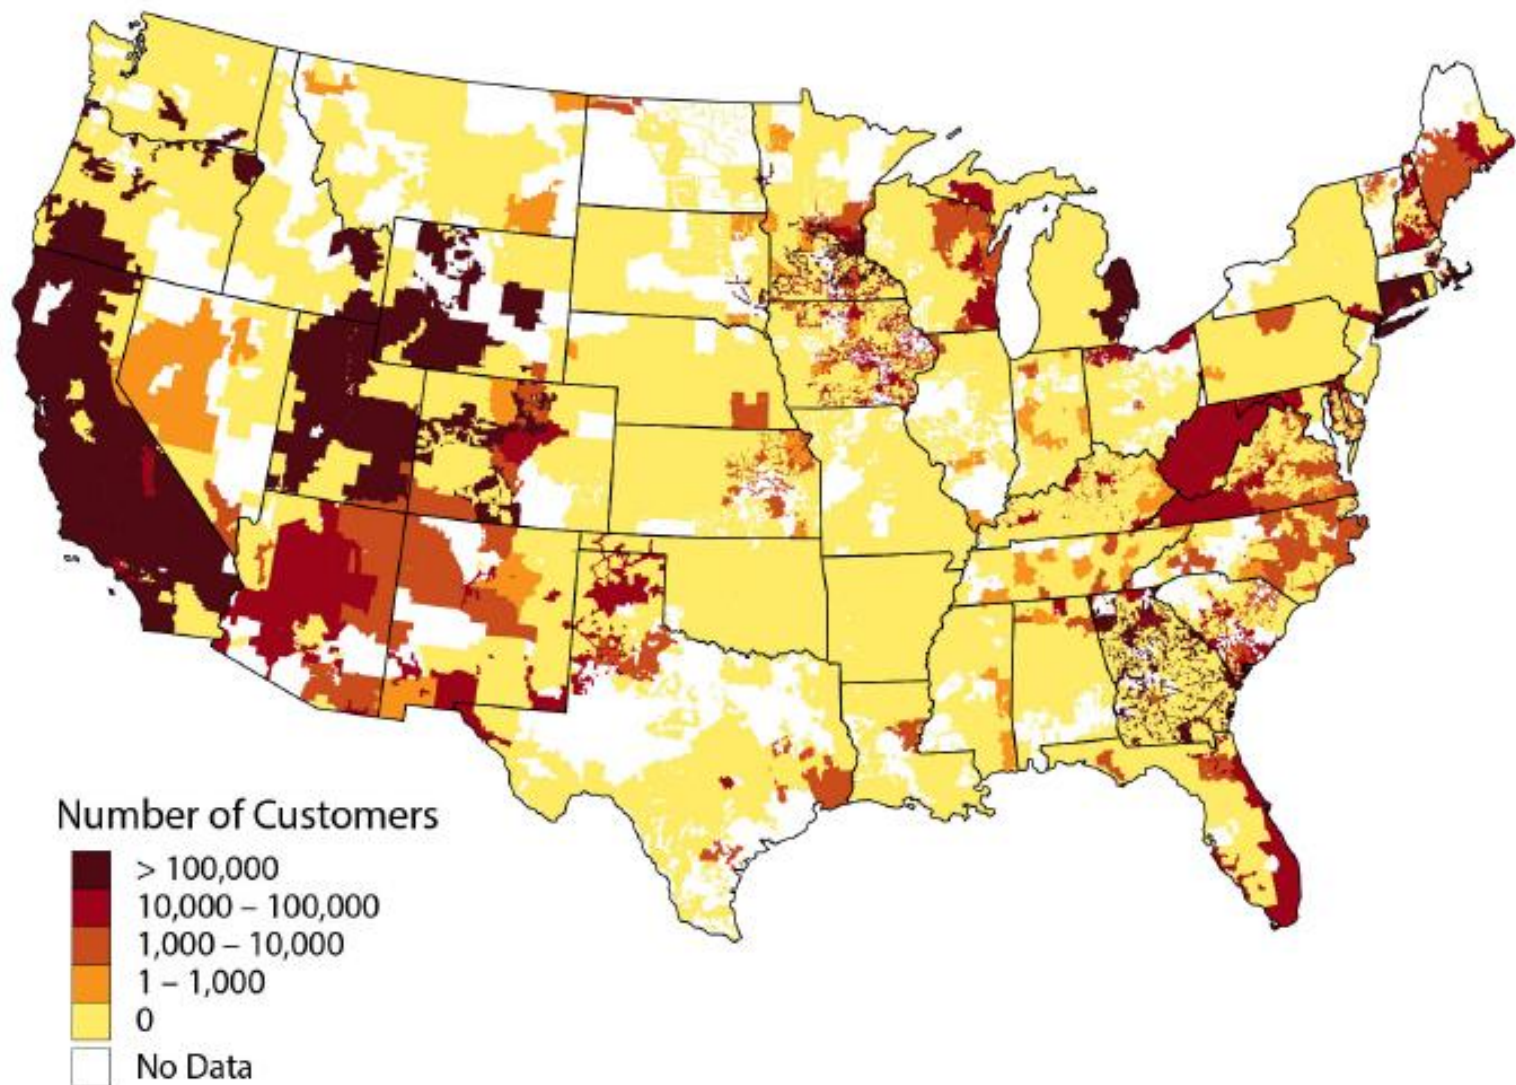 Number of Customers
> 100,000
10,000 – 100,000
1,000 – 10,000
1 – 1,000
0
No Data